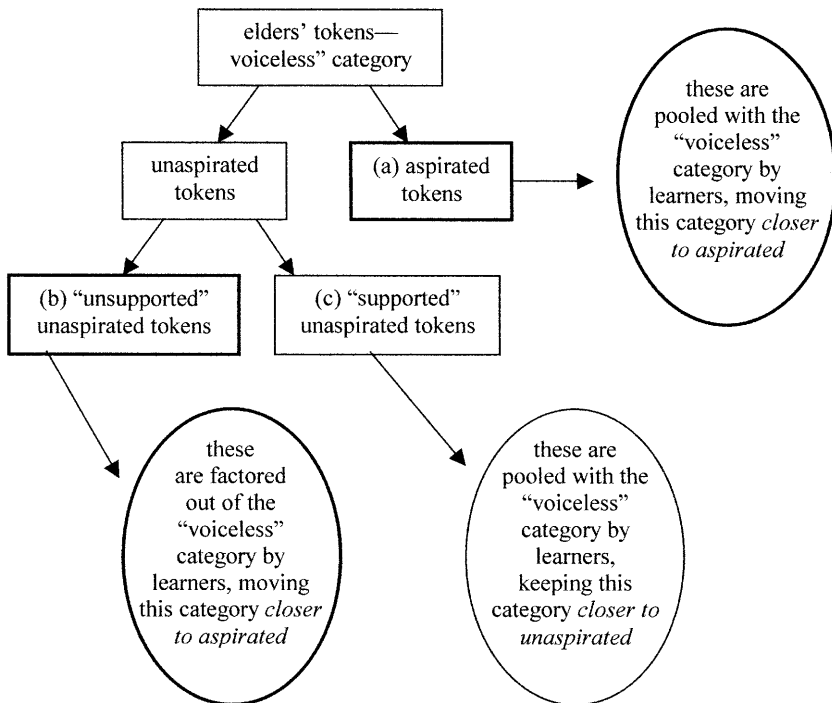 elders’ tokens—
voiceless” category
unaspirated
tokens
(a) aspirated
tokens
these are
pooled with the
“voiceless”
category by
learners, moving
this category closer
to aspirated
(b) “unsupported”
unaspirated tokens
(c) “supported”
unaspirated tokens
these
are factored
out of the
“voiceless”
category by
learners, moving
this category closer
to aspirated
these are
pooled with the
“voiceless”
category by
learners,
keeping this
category closer to
unaspirated